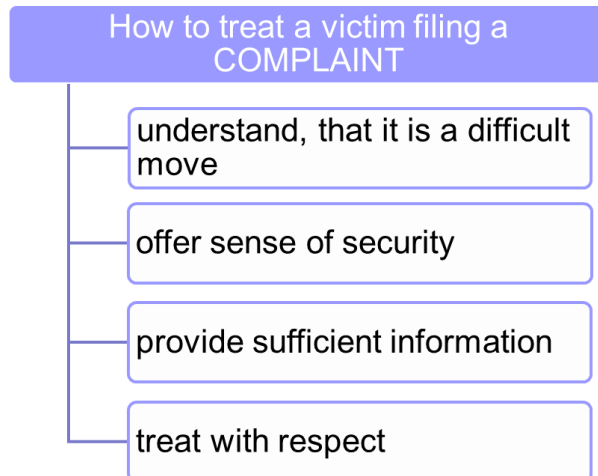 How to treat a victim filing a
COMPLAINT
understand, that it is a difficult
move
offer sense of security
provide sufficient information
treat with respect